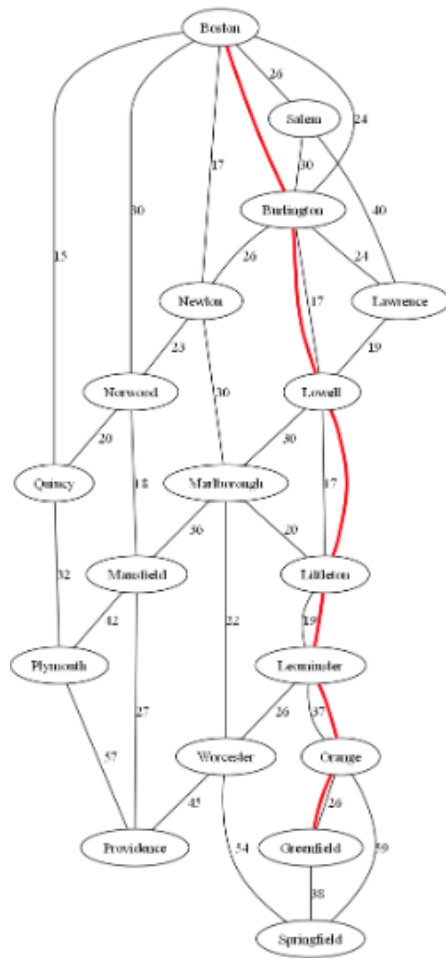 Boston
26
Salem
24
17
30
30
Burlington
40
15
26
24
Newton
17
Lawrence
23
19
Norwood
30
Lowell
20
30
Quincy
18
Marlborough
17
36
20
Mansfield
Littleton
32
42
22
19
Plymouth
Leominster
27
26
37
57
Worcester
Orange
45
26
Providence
54
Greenfield
59
38
Springfield